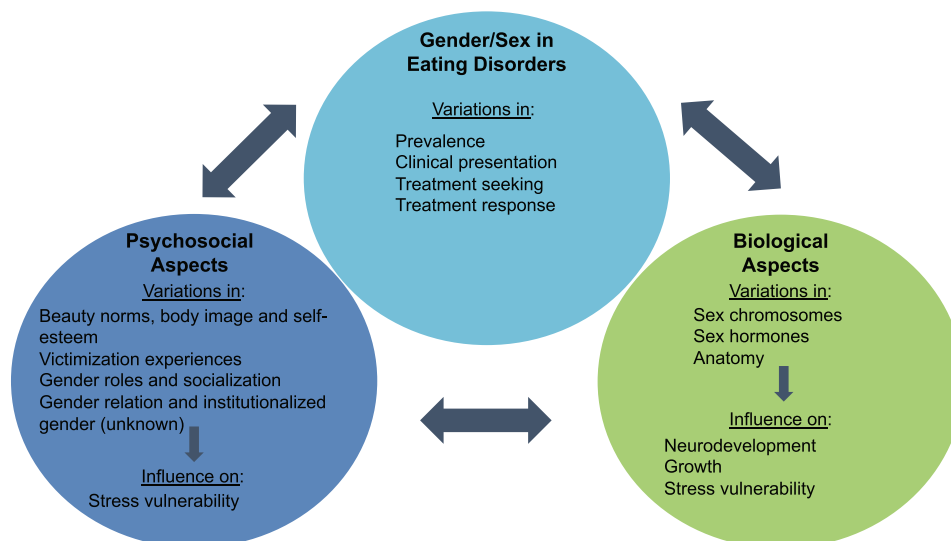 Gender/Sex in
Eating Disorders
Variations in:
Prevalence
Clinical presentation
Treatment seeking
Treatment response
Psychosocial
Aspects
Variations in:
Beauty norms, body image and self-
esteem
Victimization experiences
Gender roles and socialization
Gender relation and institutionalized
gender (unknown)
Influence on:
Stress vulnerability
Biological
Aspects
Variations in:
Sex chromosomes
Sex hormones
Anatomy
Influence on:
Neurodevelopment
Growth
Stress vulnerability